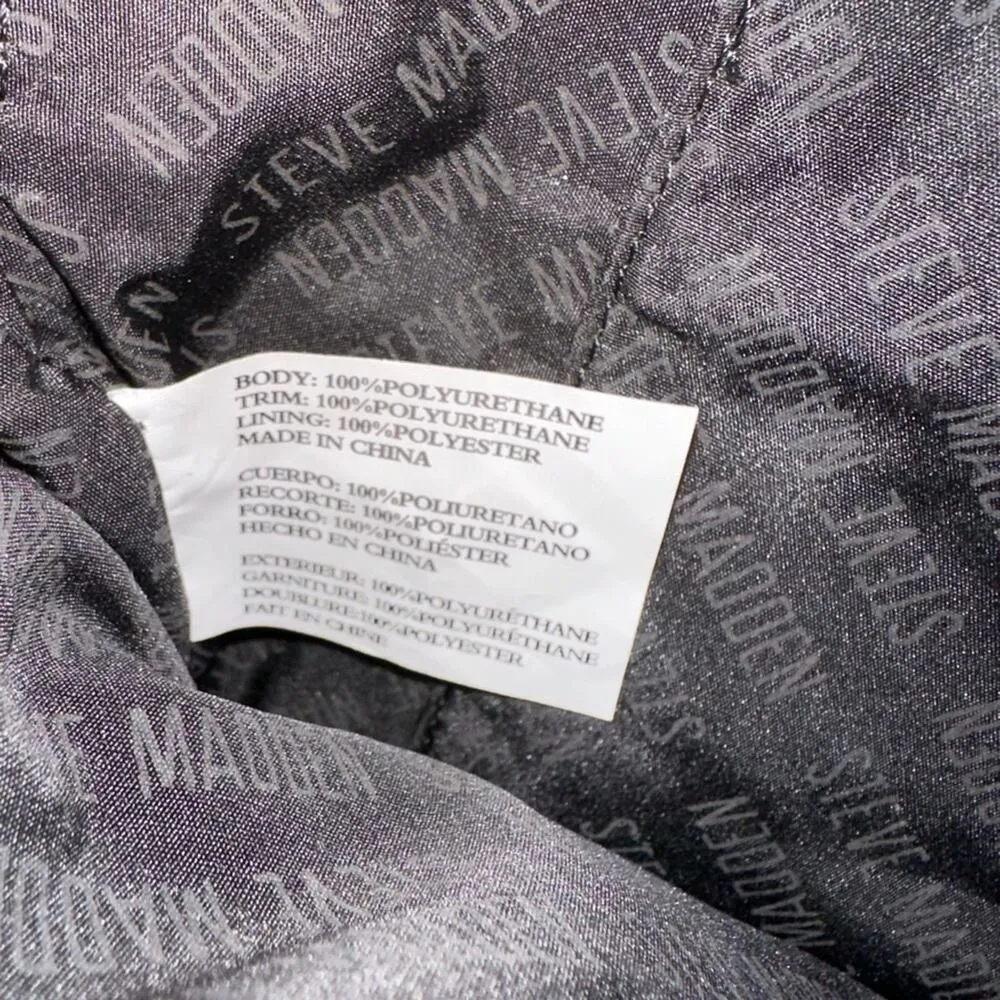 STEVE MADDEN
BODY: 100%POLYURETHANE
TRIM: 100%POLYURETHANE
LINING: 100%POLYESTER
MADE IN CHINA
CUERPO: 100%POLIURETANO
RECORTE: 100%POLIURETANO
FORRO: 100%POLIÉSTER
HECHO EN CHINA
EXTERIEUR: 100%POLYURÉTHANE
GARNITURE: 100%POLYURÉTHANE
DOUBLURE:100%POLYESTER
FAIT EN CHINE
STEVE MADDEN
STEVE MADDEN